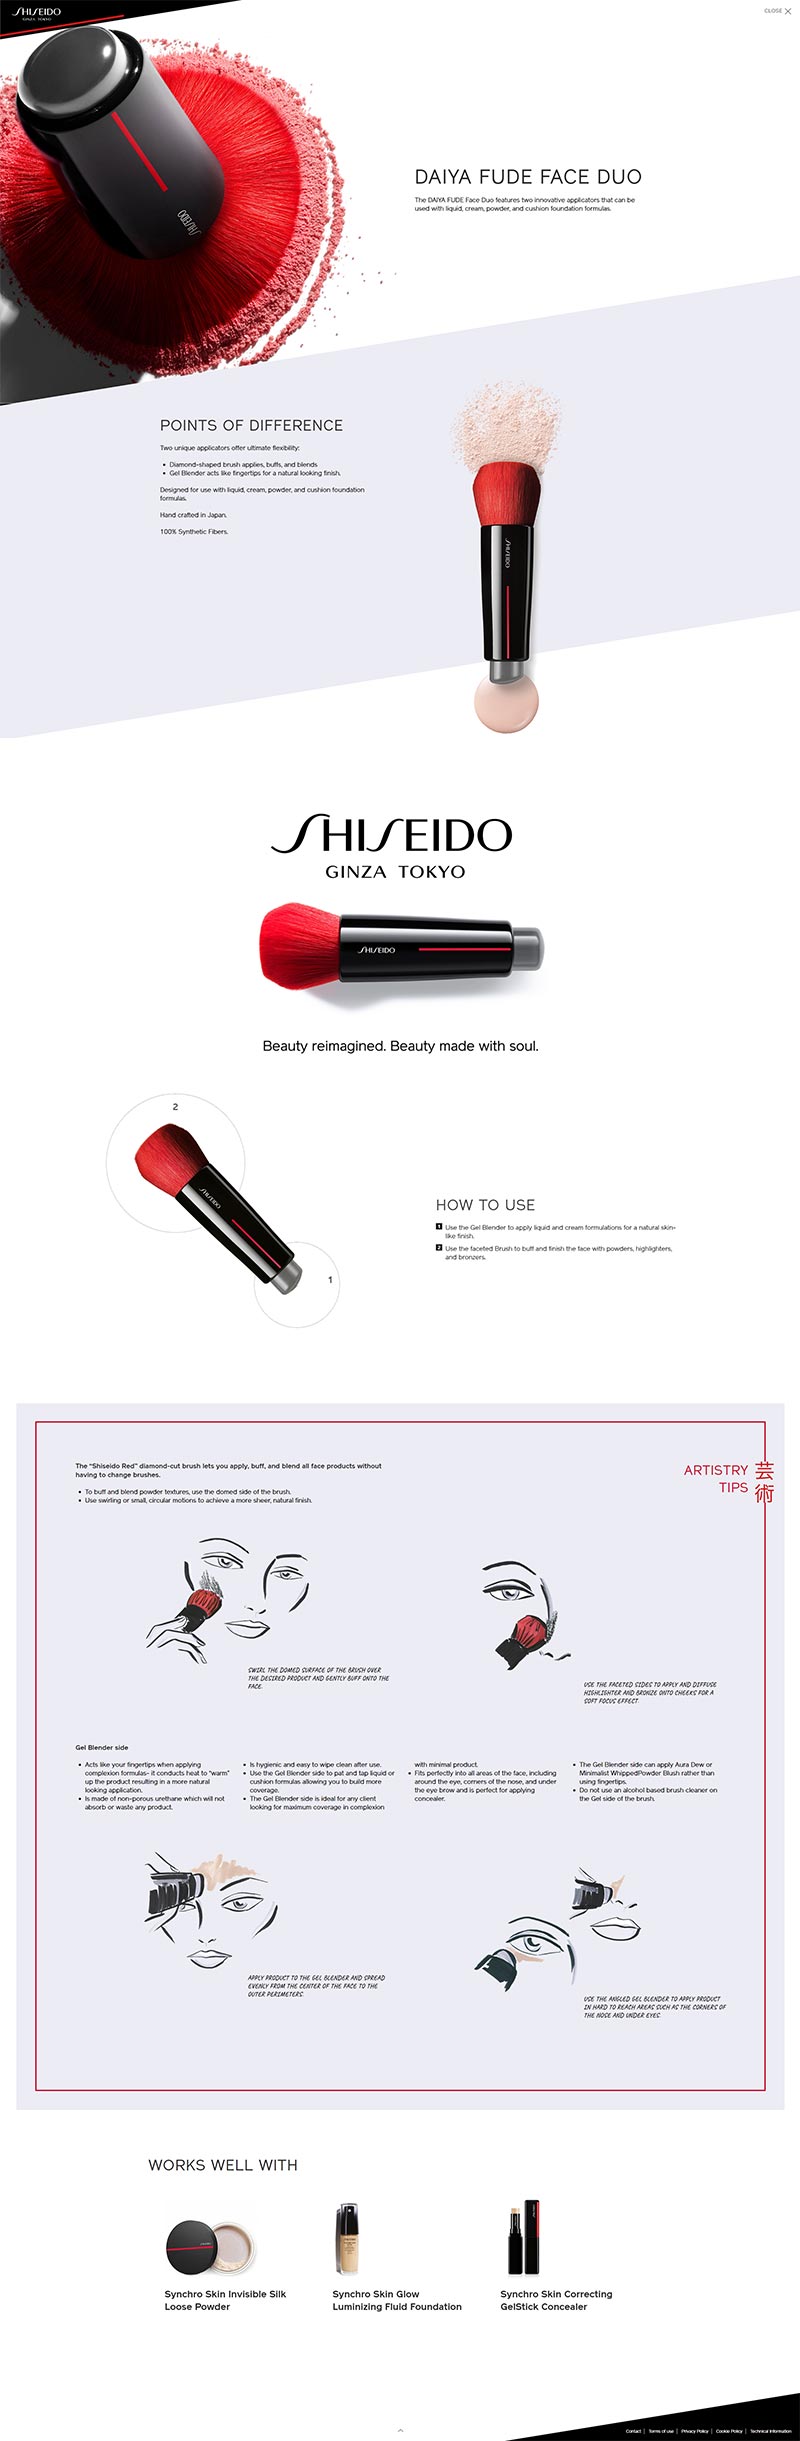 SHISEIDO
GINZA TOKYO
CLOSE
SHISEIDO
DAIYA FUDE FACE DUO
The DAIYA FUDE Face Duo features two innovative applicators that can be
used with liquid, cream, powder, and cushion foundation formulas.
POINTS OF DIFFERENCE
Two unique applicators offer ultimate flexibility:
• Diamond-shaped brush applies, buffs, and blends
• Gel Blender acts like fingertips for a natural looking finish.
Designed for use with liquid, cream, powder, and cushion foundation
formulas.
Hand crafted in Japan.
100% Synthetic Fibers.
SHISEIDO
SHISEIDO
GINZA TOKYO
SHISEIDO
Beauty reimagined. Beauty made with soul.
2
SHISEIDO
1
HOW TO USE
1 Use the Gel Blender to apply liquid and cream formulations for a natural skin-
like finish.
2 Use the faceted Brush to buff and finish the face with powders, highlighters,
and bronzers.
The “Shiseido Red” diamond-cut brush lets you apply, buff, and blend all face products without
having to change brushes.
• To buff and blend powder textures, use the domed side of the brush.
• Use swirling or small, circular motions to achieve a more sheer, natural finish.
ARTISTRY
TIPS
芸術
SWIRL THE DOMED SURFACE OF THE BRUSH OVER
THE DESIRED PRODUCT AND GENTLY BUFF ONTO THE
FACE.
USE THE FACETED SIDES TO APPLY AND DIFFUSE
HIGHLIGHTER AND BRONZE ONTO CHEEKS FOR A
SOFT FOCUS EFFECT.
Gel Blender side
• Acts like your fingertips when applying
complexion formulas- it conducts heat to “warm”
up the product resulting in a more natural
looking application.
• Is made of non-porous urethane which will not
absorb or waste any product.
• Is hygienic and easy to wipe clean after use.
• Use the Gel Blender side to pat and tap liquid or
cushion formulas allowing you to build more
coverage.
• The Gel Blender side is ideal for any client
looking for maximum coverage in complexion
with minimal product.
• Fits perfectly into all areas of the face, including
around the eye, corners of the nose, and under
the eye brow and is perfect for applying
concealer.
• The Gel Blender side can apply Aura Dew or
Minimalist WhippedPowder Blush rather than
using fingertips.
• Do not use an alcohol based brush cleaner on
the Gel side of the brush.
APPLY PRODUCT TO THE GEL BLENDER AND SPREAD
EVENLY FROM THE CENTER OF THE FACE TO THE
OUTER PERIMETERS.
USE THE ANGLED GEL BLENDER TO APPLY PRODUCT
IN HARD TO REACH AREAS SUCH AS THE CORNERS OF
THE NOSE AND UNDER EYES.
WORKS WELL WITH
Synchro Skin Invisible Silk
Loose Powder
Synchro Skin Glow
Luminizing Fluid Foundation
Synchro Skin Correcting
GelStick Concealer
Contact | Terms of use | Privacy Policy | Cookie Policy | Technical Information